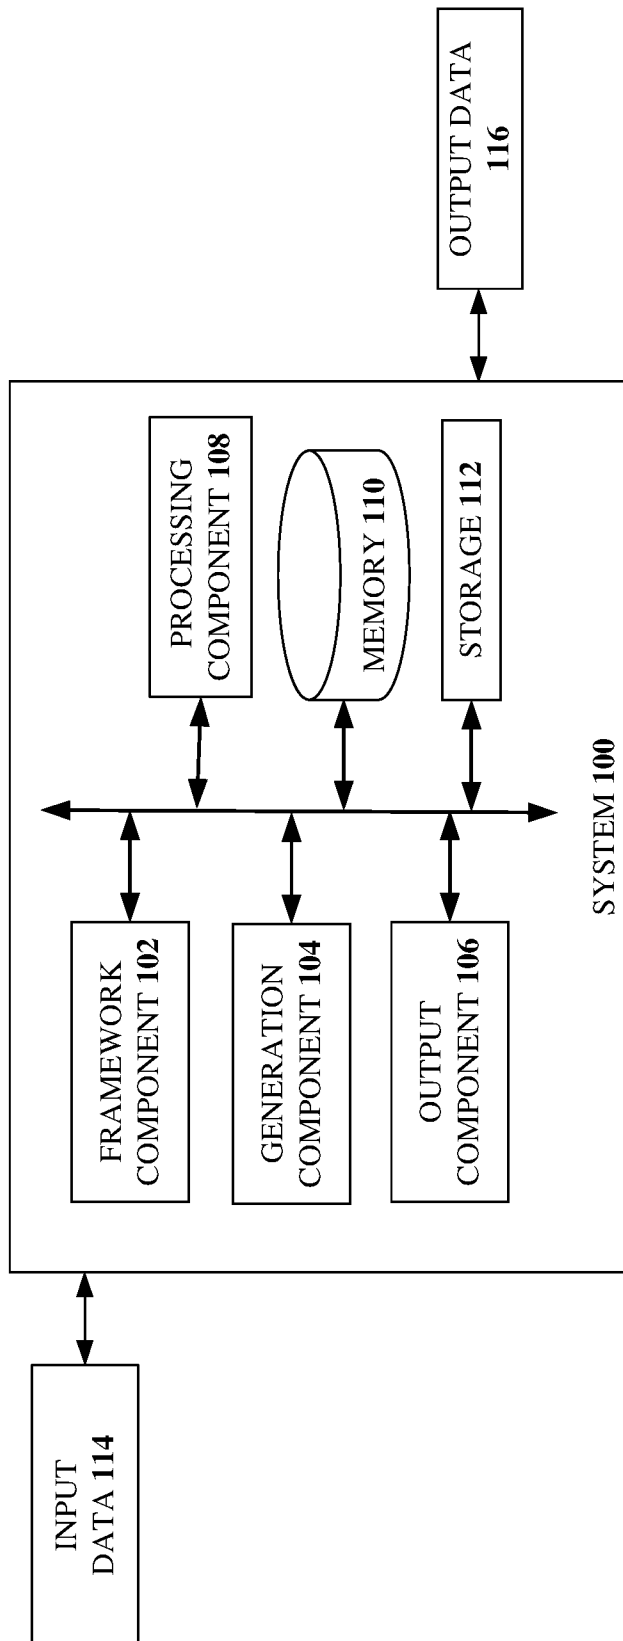 INPUT
DATA 114
FRAMEWORK
COMPONENT 102
GENERATION
COMPONENT 104
OUTPUT
COMPONENT 106
PROCESSING
COMPONENT 108
MEMORY 110
STORAGE 112
SYSTEM 100
OUTPUT DATA
116